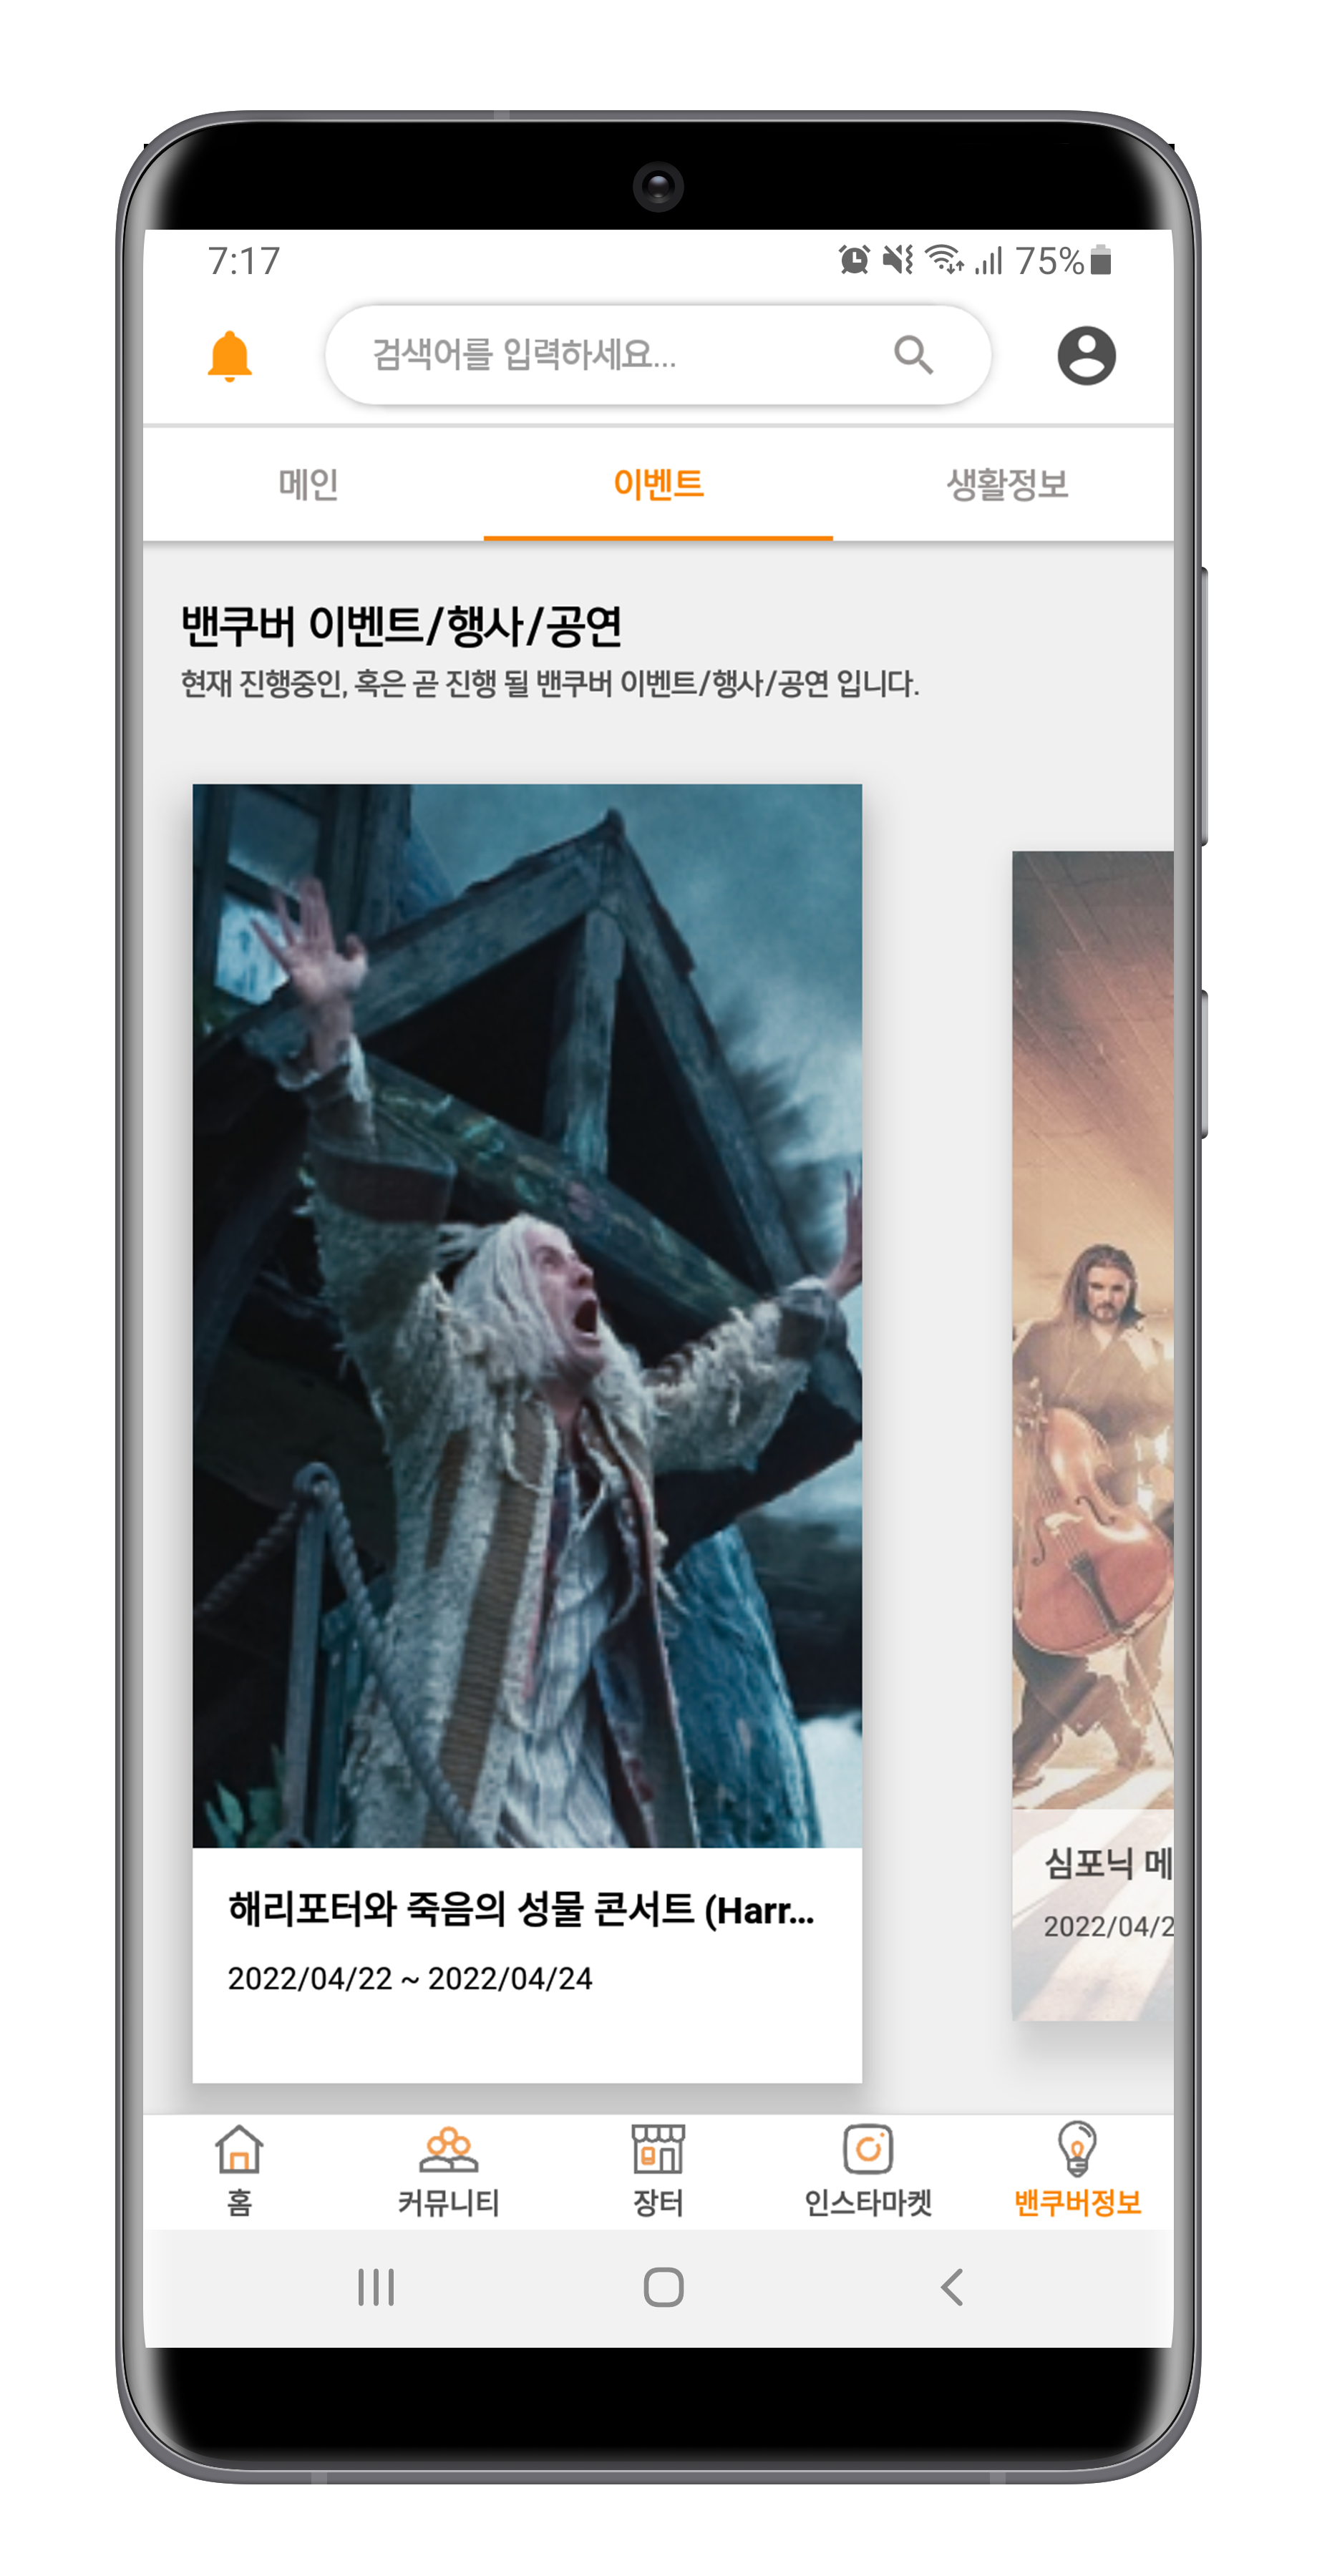 7:17 75%
검색어를 입력하세요...
메인 이벤트 생활정보
밴쿠버 이벤트/행사/공연
현재 진행중인, 혹은 곧 진행 될 밴쿠버 이벤트/행사/공연 입니다.
해리포터와 죽음의 성물 콘서트 (Harr...
2022/04/22 ~ 2022/04/24
심포닉 메
2022/04/2
홈 커뮤니티 장터 인스타마켓 밴쿠버정보